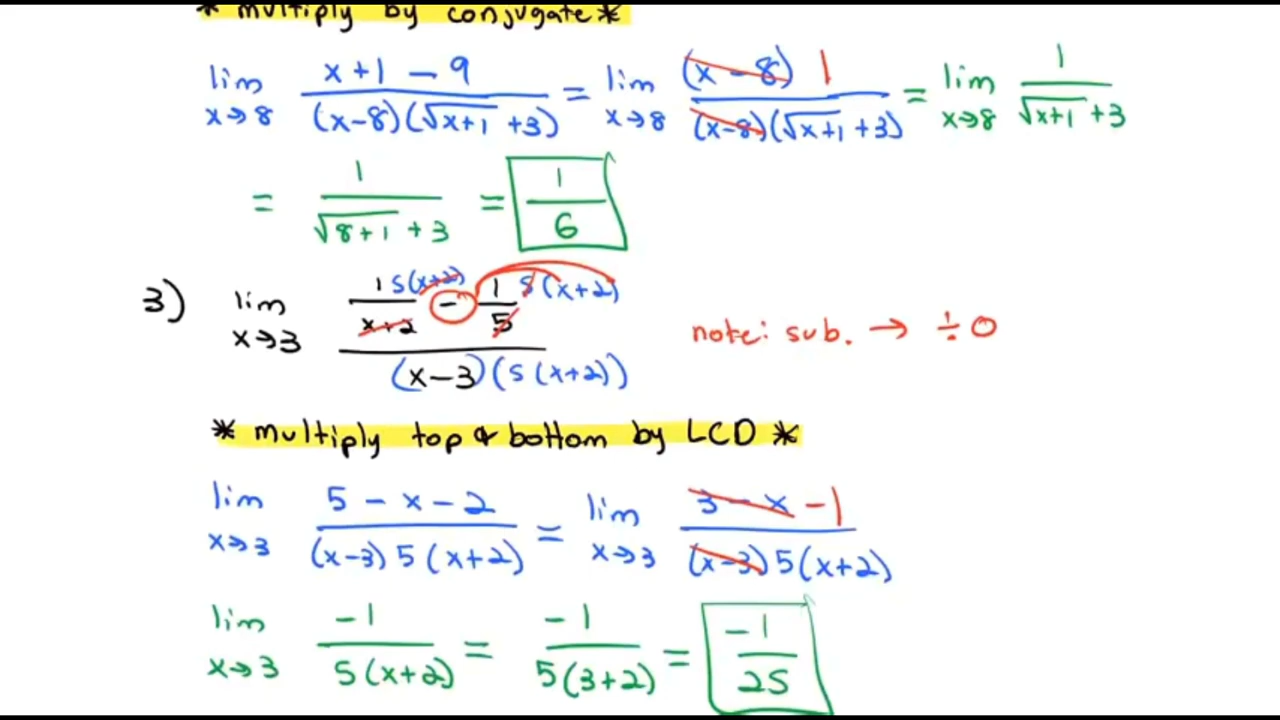 * multiply by conjugate *
lim x→8 (x+1 − 9)/((x−8)(√x+1 +3)) = lim x→8 (x−8) 1/((x−8)(√x+1 +3)) = lim x→8 1/(√x+1 +3)
= 1/(√8+1 +3) = 1/6
3) lim x→3 (1/(x+2) 5(x+2) − 1/5 5(x+2))/((x−3)(5(x+2))) note: sub. → ÷0
* multiply top & bottom by LCD *
lim x→3 (5 − x − 2)/((x−3)5(x+2)) = lim x→3 3−x −1/((x−3)5(x+2))
lim x→3 −1/(5(x+2)) = −1/(5(3+2)) = −1/25